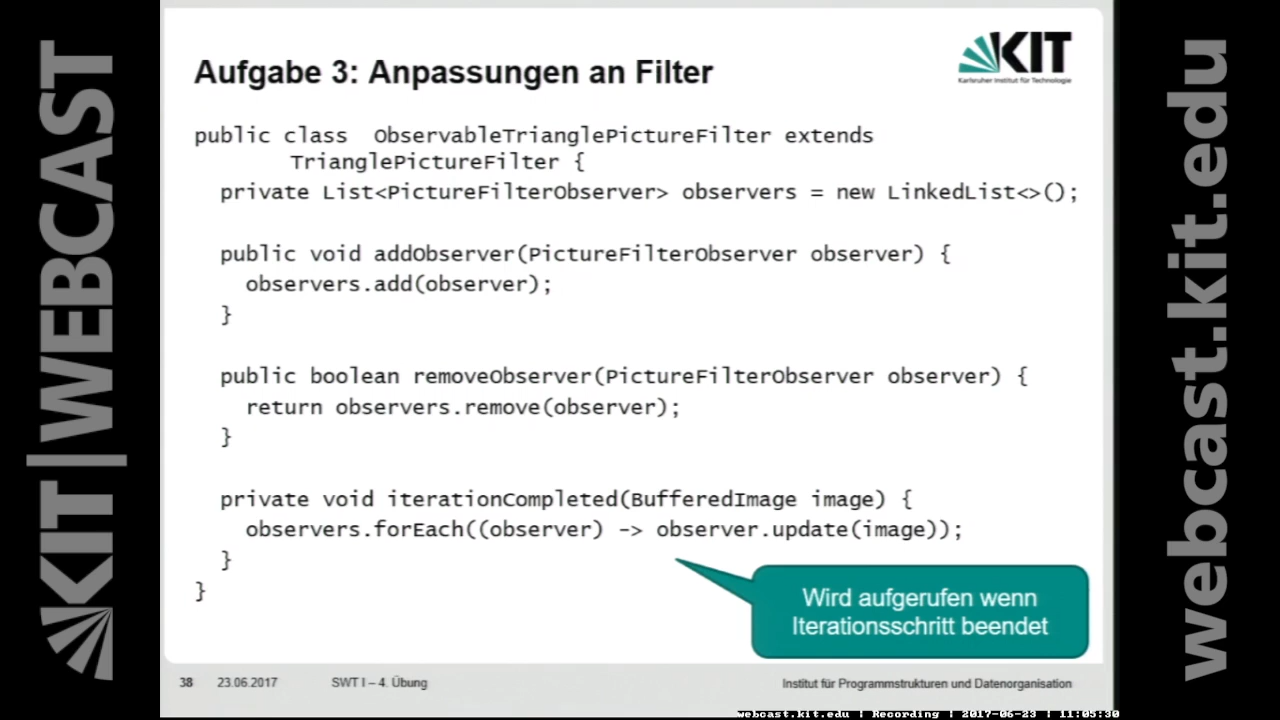 KIT|WEBCAST
Aufgabe 3: Anpassungen an Filter
KIT
Karlsruher Institut für Technologie
public class ObservableTrianglePictureFilter extends
TrianglePictureFilter {
private List<PictureFilterObserver> observers = new LinkedList<>();
public void addObserver(PictureFilterObserver observer) {
observers.add(observer);
}
public boolean removeObserver(PictureFilterObserver observer) {
return observers.remove(observer);
}
private void iterationCompleted(BufferedImage image) {
observers.forEach((observer) -> observer.update(image));
}
}
Wird aufgerufen wenn
Iterationsschritt beendet
38 23.06.2017 SWT I – 4. Übung Institut für Programmstrukturen und Datenorganisation
webcast.kit.edu | Recording | 2017-06-23 | 11:05:30
webcast.kit.edu